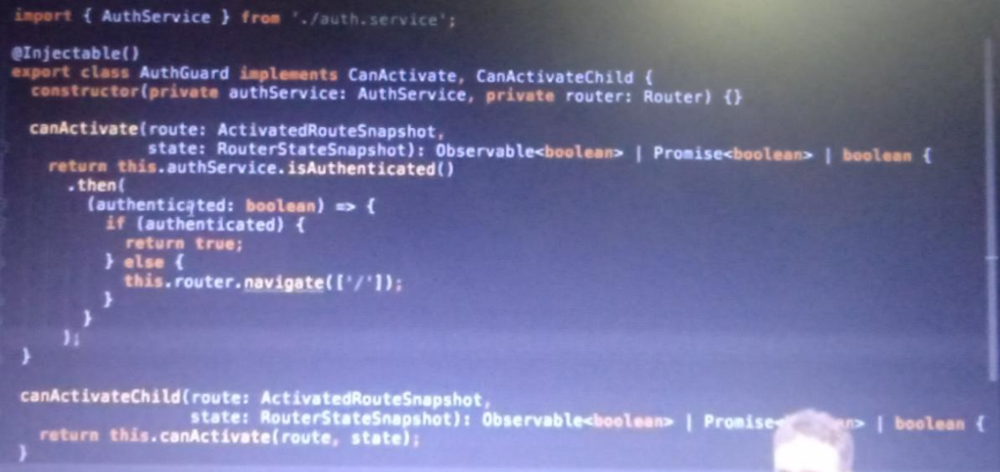 import { AuthService } from './auth.service';
@Injectable()
export class AuthGuard implements CanActivate, CanActivateChild {
constructor(private authService: AuthService, private router: Router) {}
canActivate(route: ActivatedRouteSnapshot,
state: RouterStateSnapshot): Observable<boolean> | Promise<boolean> | boolean {
return this.authService.isAuthenticated()
.then(
(authenticated: boolean) => {
if (authenticated) {
return true;
} else {
this.router.navigate(['/']);
}
}
);
}
canActivateChild(route: ActivatedRouteSnapshot,
state: RouterStateSnapshot): Observable<boolean> | Promise< > | boolean {
return this.canActivate(route, state);
}